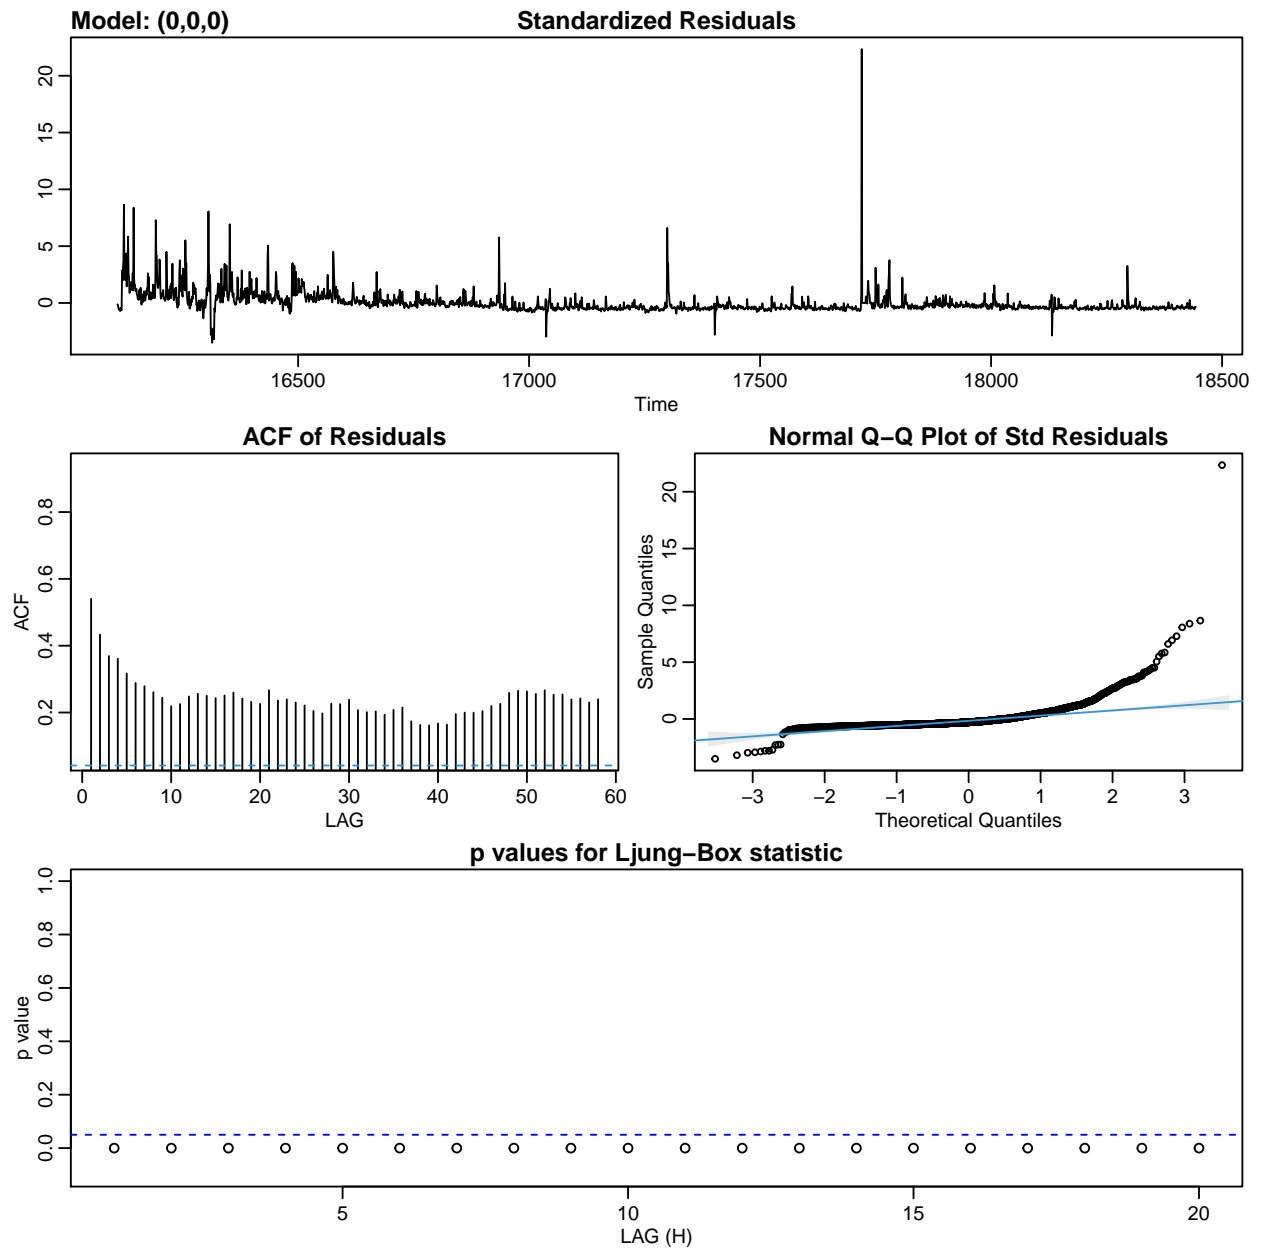 Model: (0,0,0) Standardized Residuals
20
15
10
5
0
16500 17000 17500 18000 18500
Time
ACF of Residuals
ACF
0.8
0.6
0.4
0.2
0 10 20 30 40 50 60
LAG
Normal Q−Q Plot of Std Residuals
Sample Quantiles
20
15
10
5
0
−3 −2 −1 0 1 2 3
Theoretical Quantiles
p values for Ljung−Box statistic
p value
1.0
0.8
0.6
0.4
0.2
0.0
5 10 15 20
LAG (H)